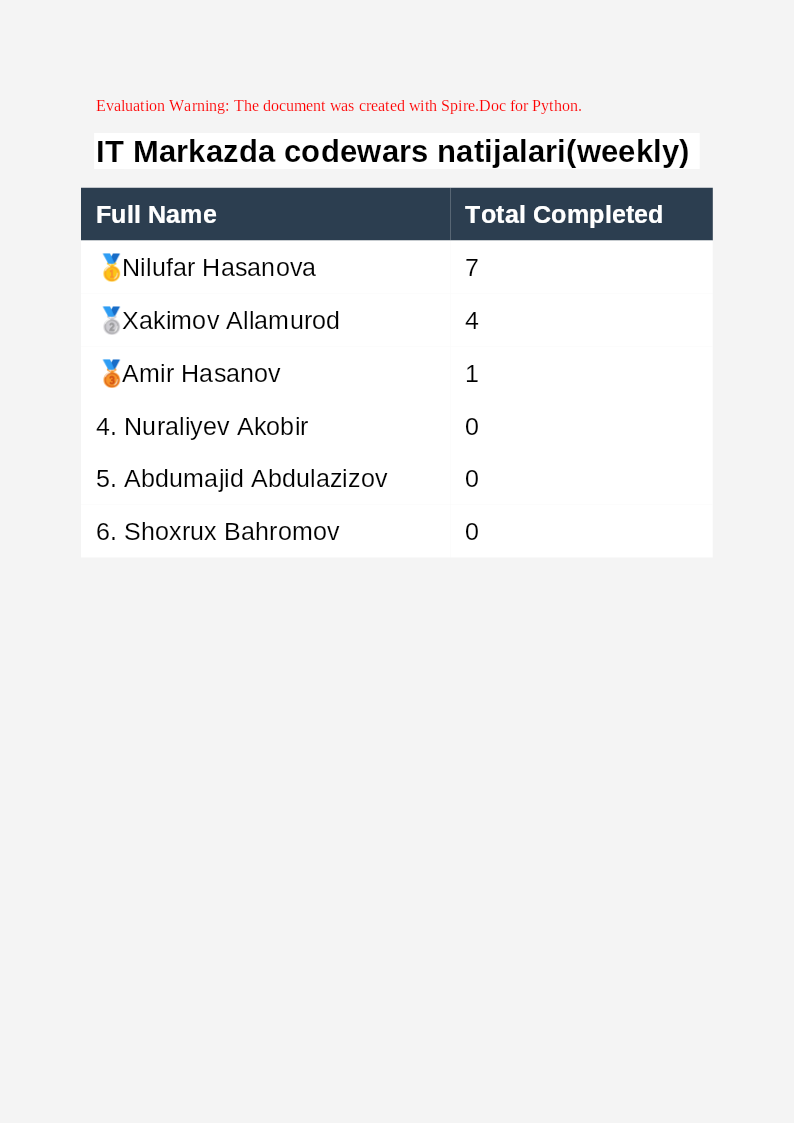 Evaluation Warning: The document was created with Spire.Doc for Python.
IT Markazda codewars natijalari(weekly)
Full Name Total Completed
🥇Nilufar Hasanova 7
🥈Xakimov Allamurod 4
🥉Amir Hasanov 1
4. Nuraliyev Akobir 0
5. Abdumajid Abdulazizov 0
6. Shoxrux Bahromov 0